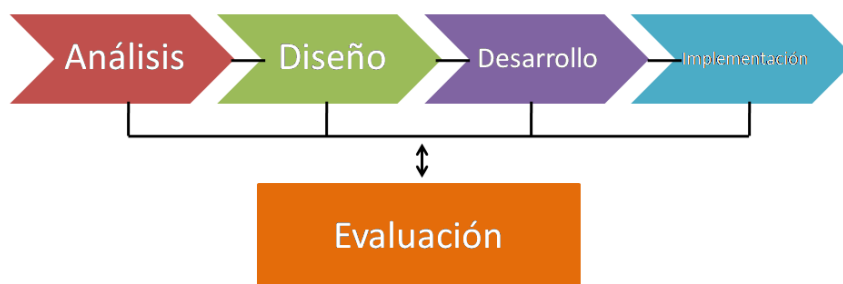 Análisis
Diseño
Desarrollo
Implementación
Evaluación